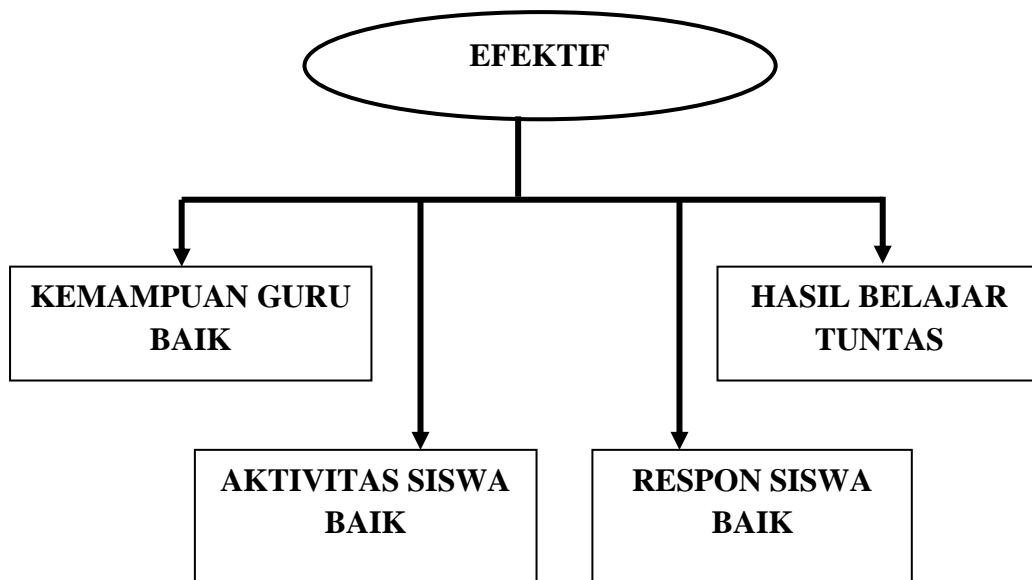 EFEKTIF
KEMAMPUAN GURU
BAIK
HASIL BELAJAR
TUNTAS
AKTIVITAS SISWA
BAIK
RESPON SISWA
BAIK